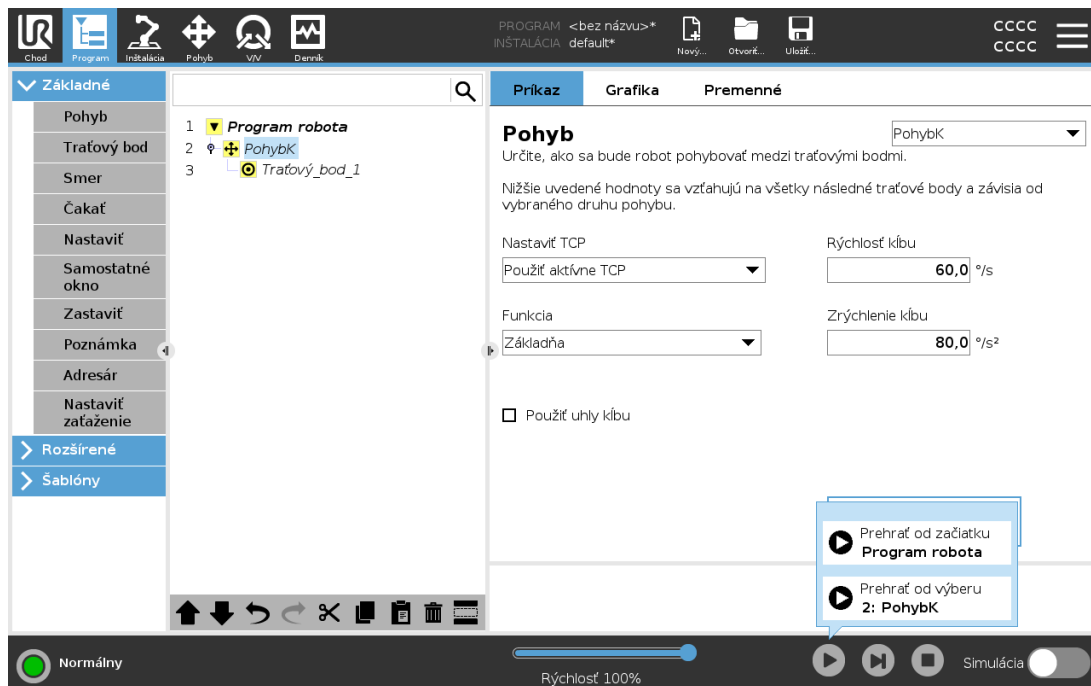 PROGRAM <bez názvu>*
INŠTALÁCIA default*
Nový...
Otvoriť...
Uložiť...
CCCC
CCCC
UR
Chod
Program
Inštalácia
Pohyb
V/V
Dennik
Základné
Pohyb
Traťový bod
Smer
Čakať
Nastaviť
Samostatné
okno
Zastaviť
Poznámka
Adresár
Nastaviť
zaťaženie
Rozšírené
Šablóny
1 Program robota
2 PohybK
3 Traťový_bod_1
Príkaz
Grafika
Premenné
Pohyb
PohybK
Určite, ako sa bude robot pohybovať medzi traťovými bodmi.
Nižšie uvedené hodnoty sa vzťahujú na všetky následné traťové body a závisia od
vybraného druhu pohybu.
Nastaviť TCP
Rýchlosť kĺbu
Použiť aktívne TCP
60,0 °/s
Funkcia
Zrýchlenie kĺbu
Základňa
80,0 °/s²
Použiť uhly kĺbu
Prehrať od začiatku
Program robota
Prehrať od výberu
2: PohybK
Normálny
Rýchlosť 100%
Simulácia